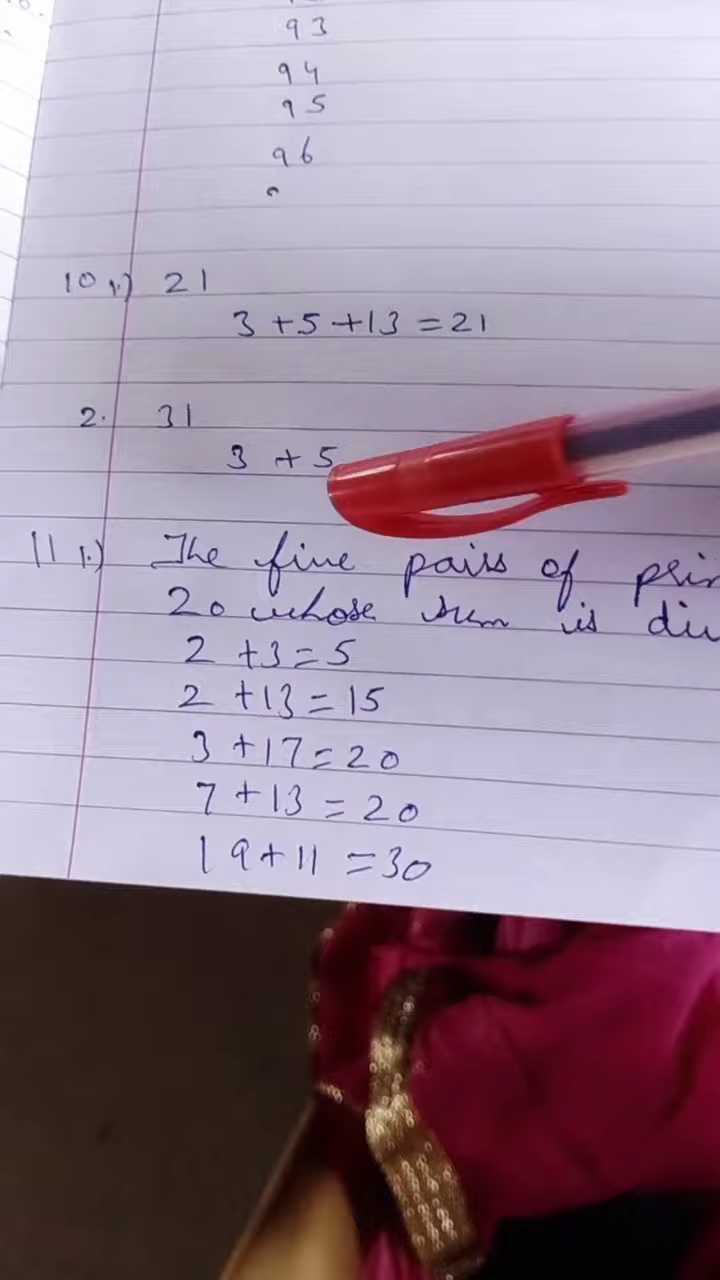 93
94
95
96
10 1.) 21
3 + 5 + 13 = 21
2. 31
3 + 5
11 1.) The five pairs of
20 whose sum is
2 + 3 = 5
2 + 13 = 15
3 + 17 = 20
7 + 13 = 20
19 + 11 = 30